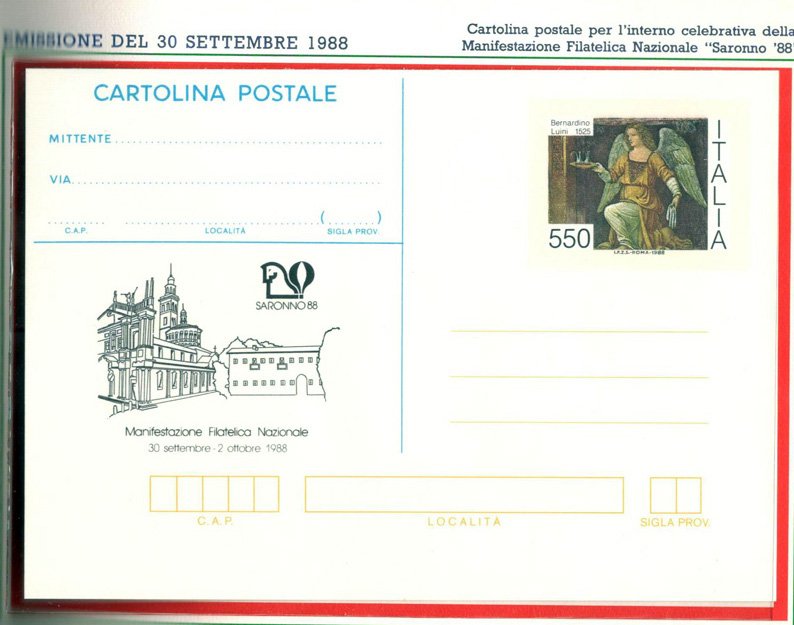 EMISSIONE DEL 30 SETTEMBRE 1988
Cartolina postale per l'interno celebrativa della
Manifestazione Filatelica Nazionale "Saronno '88"
CARTOLINA POSTALE
MITTENTE
VIA
( )
C.A.P. LOCALITÀ SIGLA PROV.
Bernardino
Luini 1525
ITALIA
550
I.P.Z.S.-ROMA-1988
SARONNO 88
Manifestazione Filatelica Nazionale
30 settembre - 2 ottobre 1988
C.A.P. LOCALITÀ SIGLA PROV.